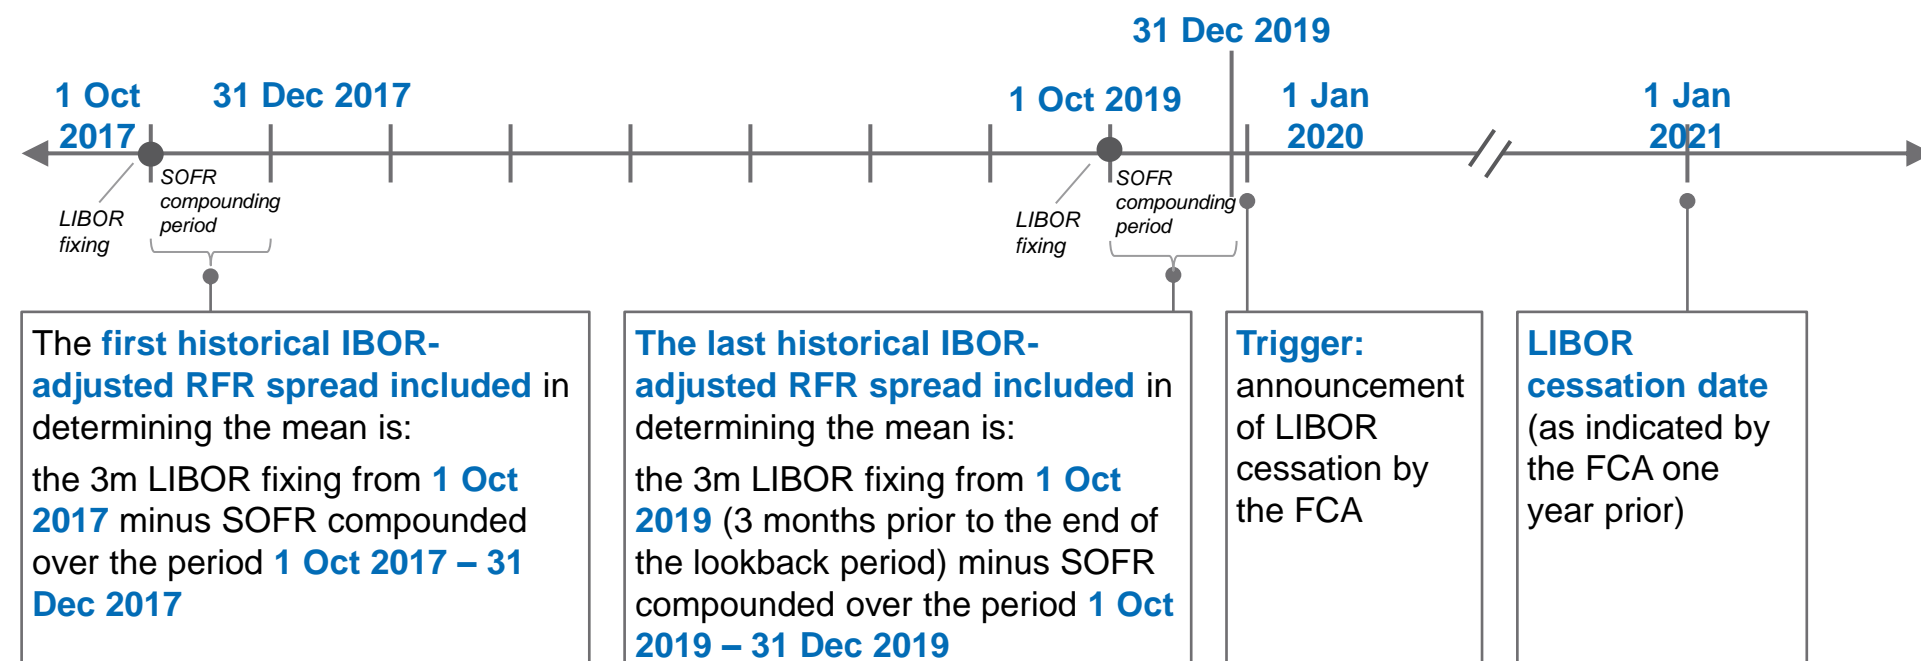 31 Dec 2019
1 Oct
2017
31 Dec 2017
1 Oct 2019
1 Jan
2020
1 Jan
2021
LIBOR
fixing
SOFR
compounding
period
LIBOR
fixing
SOFR
compounding
period
The first historical IBOR-
adjusted RFR spread included in
determining the mean is:
the 3m LIBOR fixing from 1 Oct
2017 minus SOFR compounded
over the period 1 Oct 2017 – 31
Dec 2017
The last historical IBOR-
adjusted RFR spread included in
determining the mean is:
the 3m LIBOR fixing from 1 Oct
2019 (3 months prior to the end of
the lookback period) minus SOFR
compounded over the period 1 Oct
2019 – 31 Dec 2019
Trigger:
announcement
of LIBOR
cessation by
the FCA
LIBOR
cessation date
(as indicated by
the FCA one
year prior)